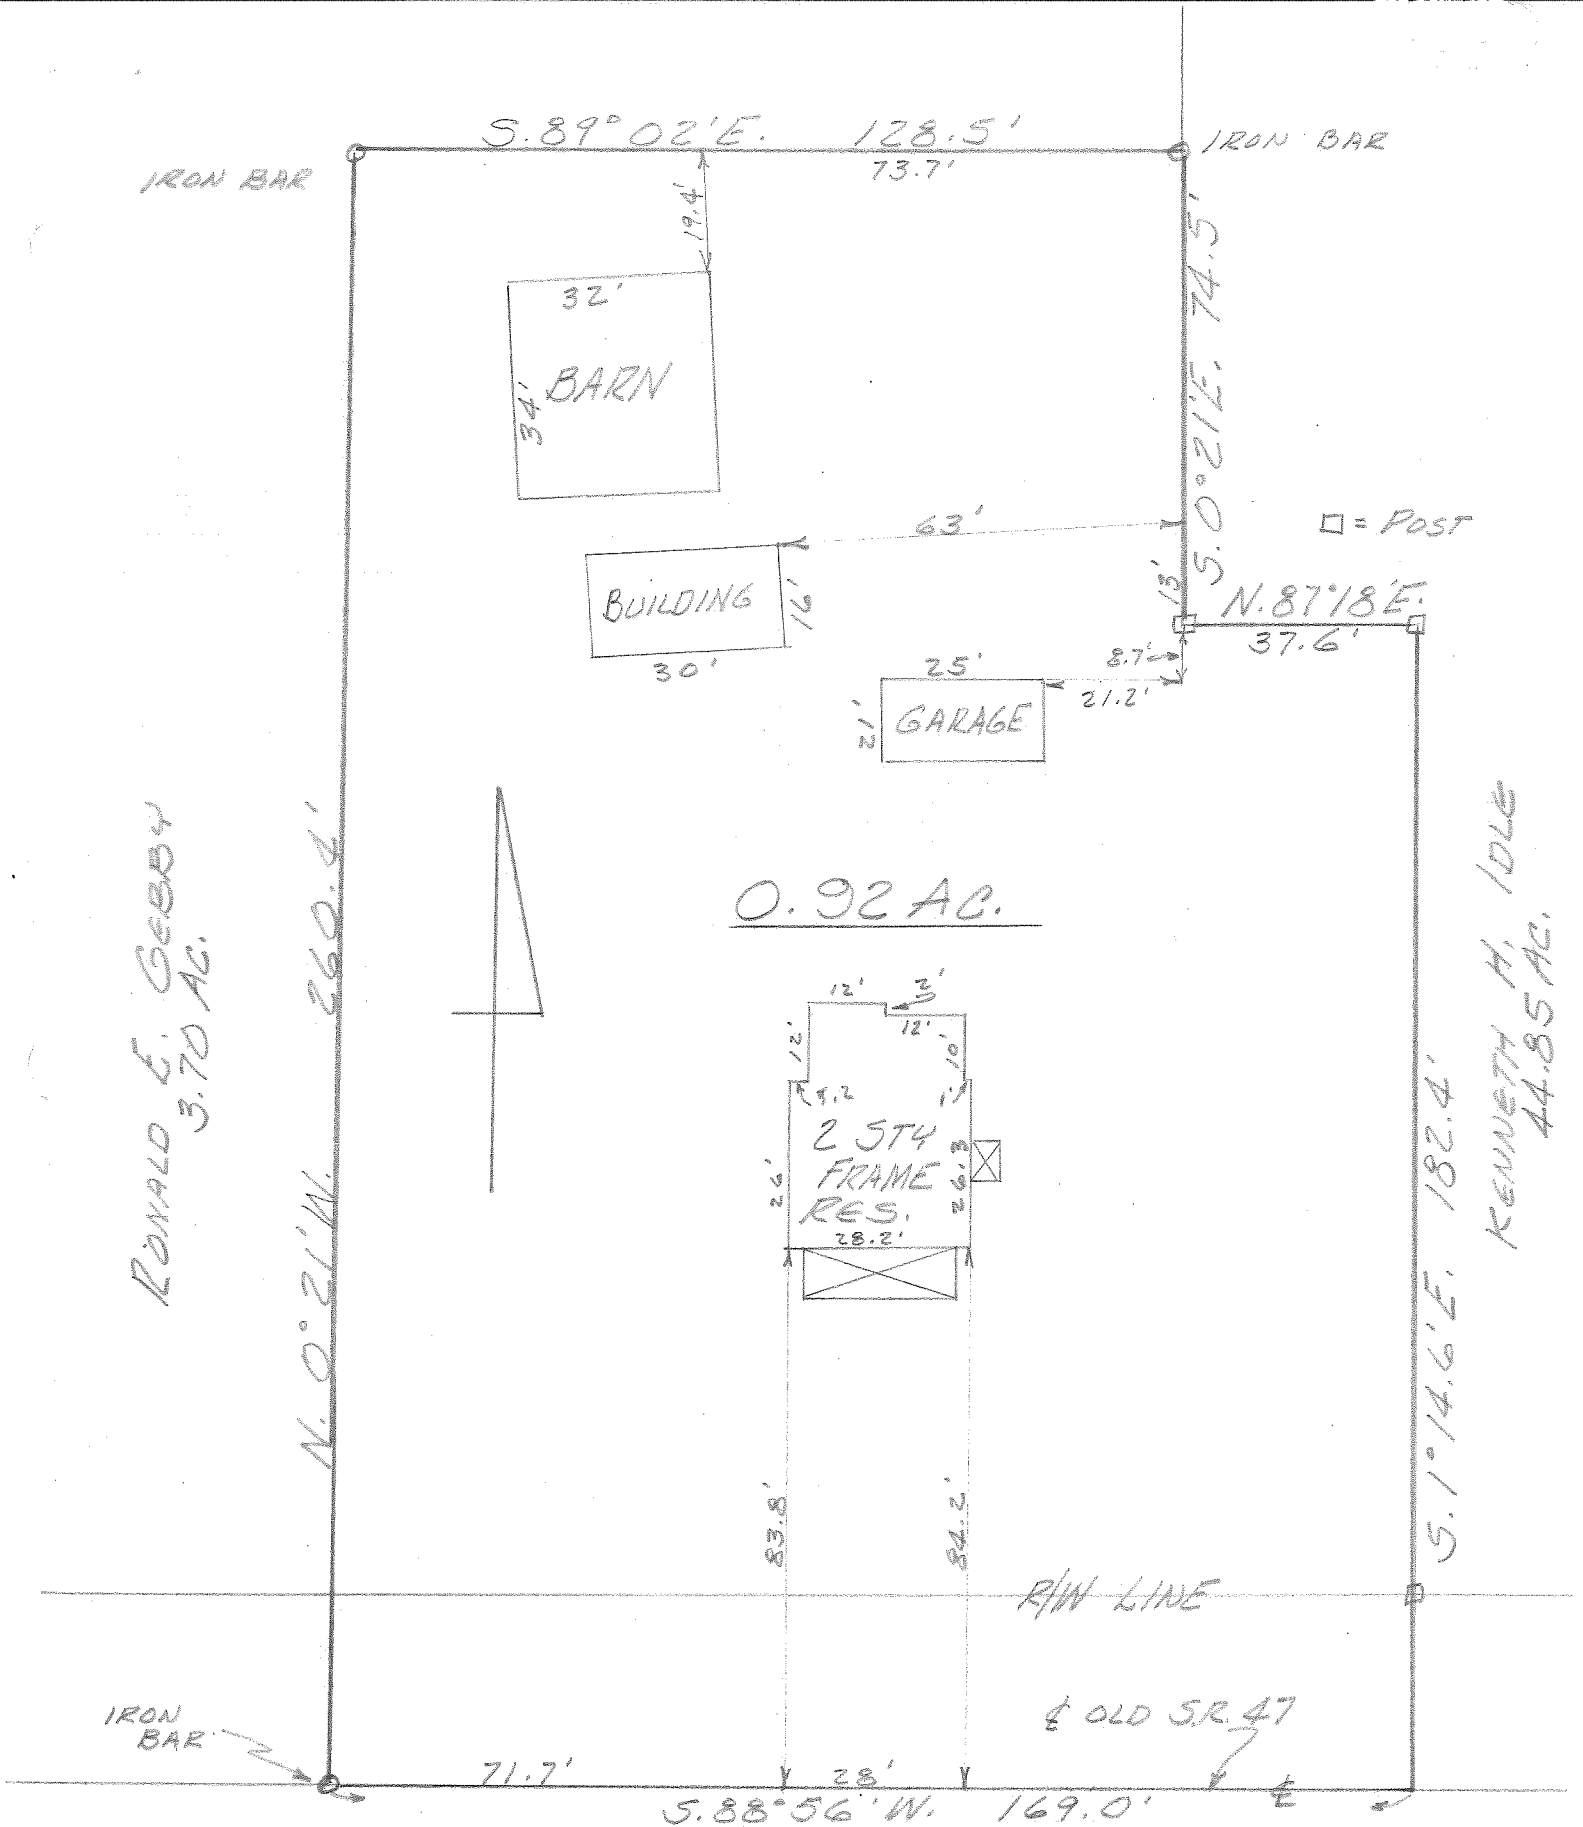 S. 89° 02' E. 128.5'
73.7'
IRON BAR
IRON BAR
19.4'
32'
BARN
34'
S. 0° 21' E. 74.5'
63'
13'
□ = POST
N. 87° 18' E.
37.6'
BUILDING
16'
30'
8.7'
25'
21.2'
21'
GARAGE
RONALD E. GEBBY
3.70 AC.
N. 0° 21' W. 260.4'
0.92 AC.
KENNETH H. IDLE
44.85 AC.
S. 1° 14.6' E. 182.4'
12'
2'
12'
12'
10'
1'
2 STY
FRAME
RES.
26'
26.3
28.2'
83.8'
84.2'
R/W LINE
IRON
BAR
℄ OLD S.R. 47
71.7'
28'
℄
S. 88° 56' W. 169.0'